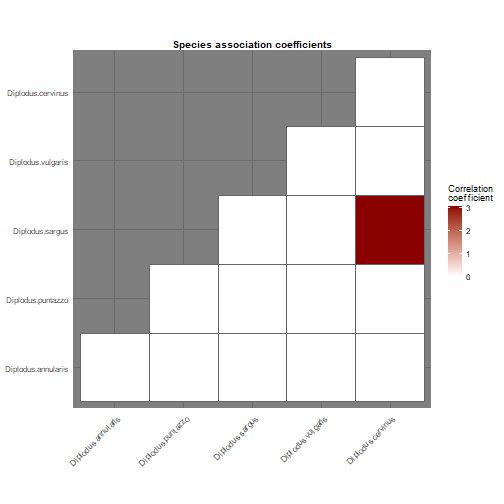 Species association coefficients
Diplodus.cervinus
Diplodus.vulgaris
Diplodus.sargus
Diplodus.puntazzo
Diplodus.annularis
Correlation
coefficient
3
2
1
0
Diplodus.annularis
Diplodus.puntazzo
Diplodus.sargus
Diplodus.vulgaris
Diplodus.cervinus